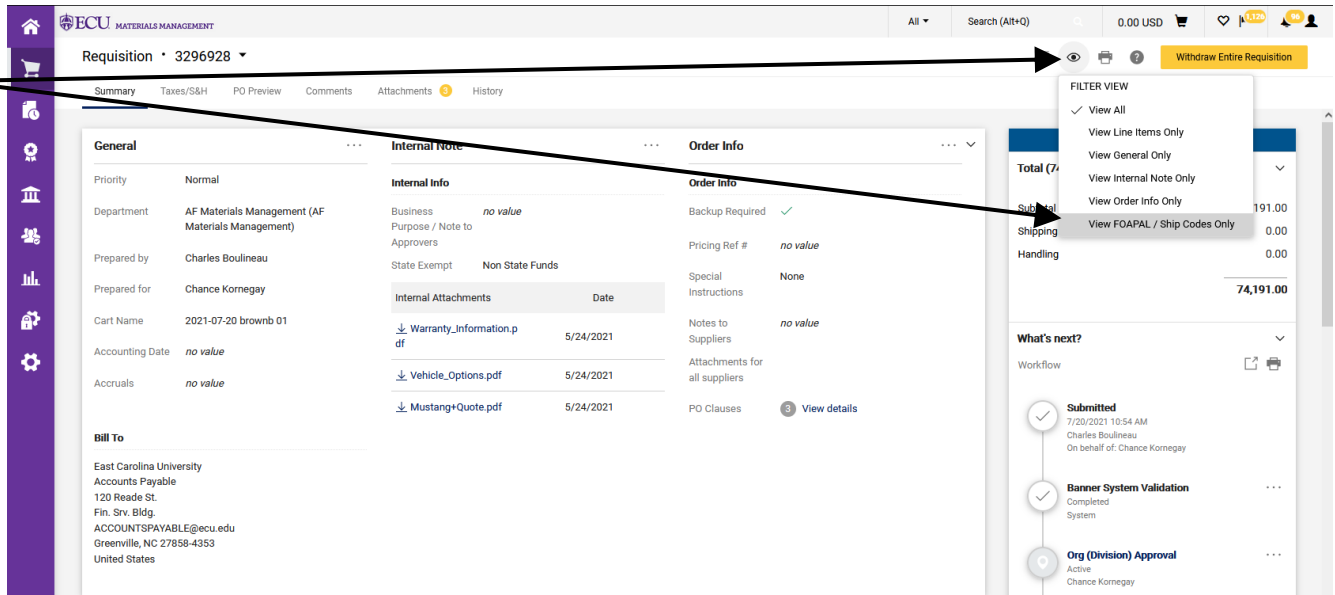 ECU MATERIALS MANAGEMENT
All
Search (Alt+Q)
0.00 USD
1,126
96
Requisition • 3296928
?
Withdraw Entire Requisition
Summary
Taxes/S&H
PO Preview
Comments
Attachments 3
History
FILTER VIEW
View All
View Line Items Only
View General Only
View Internal Note Only
View Order Info Only
View FOAPAL / Ship Codes Only
General
...
Priority Normal
Department AF Materials Management (AF
Materials Management)
Prepared by Charles Boulineau
Prepared for Chance Kornegay
Cart Name 2021-07-20 brownb 01
Accounting Date no value
Accruals no value
Bill To
East Carolina University
Accounts Payable
120 Reade St.
Fin. Srv. Bldg.
ACCOUNTSPAYABLE@ecu.edu
Greenville, NC 27858-4353
United States
Internal Note
...
Internal Info
Business no value
Purpose / Note to
Approvers
State Exempt Non State Funds
Internal Attachments Date
Warranty_Information.p
df
5/24/2021
Vehicle_Options.pdf 5/24/2021
Mustang+Quote.pdf 5/24/2021
Order Info
...
Order Info
Backup Required
Pricing Ref # no value
Special None
Instructions
Notes to no value
Suppliers
Attachments for
all suppliers
PO Clauses 3 View details
Total (74
Subtotal 191.00
Shipping 0.00
Handling 0.00
74,191.00
What's next?
Workflow
Submitted
7/20/2021 10:54 AM
Charles Boulineau
On behalf of: Chance Kornegay
Banner System Validation ...
Completed
System
Org (Division) Approval ...
Active
Chance Kornegay